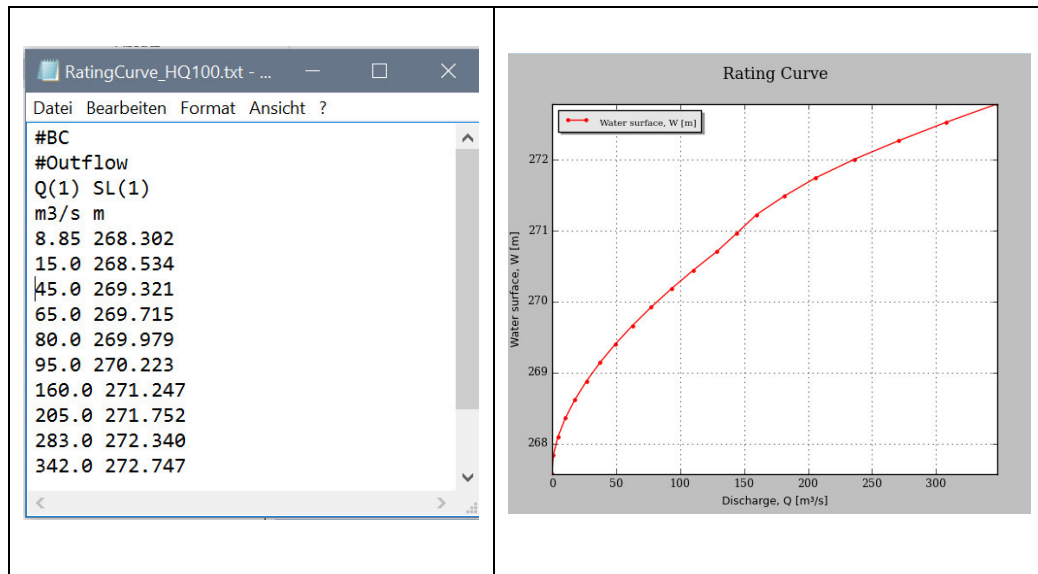 RatingCurve_HQ100.txt - ...
Datei Bearbeiten Format Ansicht ?
#BC
#Outflow
Q(1) SL(1)
m3/s m
8.85 268.302
15.0 268.534
45.0 269.321
65.0 269.715
80.0 269.979
95.0 270.223
160.0 271.247
205.0 271.752
283.0 272.340
342.0 272.747
Rating Curve
Water surface, W [m]
Water surface, W [m]
272
271
270
269
268
0 50 100 150 200 250 300
Discharge, Q [m³/s]